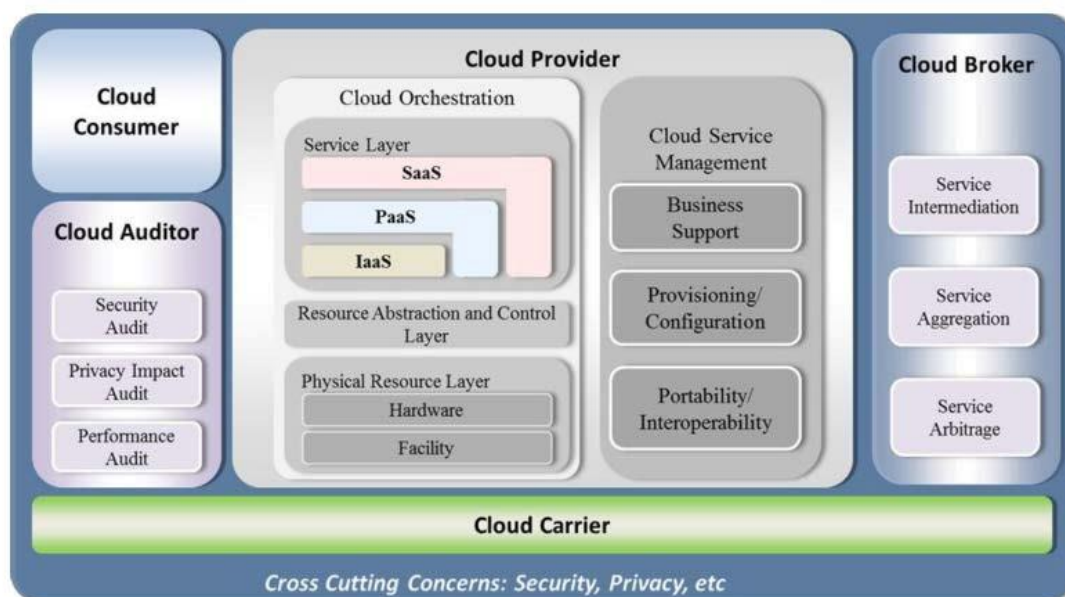 Cloud
Consumer
Cloud Auditor
Security
Audit
Privacy Impact
Audit
Performance
Audit
Cloud Provider
Cloud Orchestration
Service Layer
SaaS
PaaS
IaaS
Resource Abstraction and Control
Layer
Physical Resource Layer
Hardware
Facility
Cloud Service
Management
Business
Support
Provisioning/
Configuration
Portability/
Interoperability
Cloud Broker
Service
Intermediation
Service
Aggregation
Service
Arbitrage
Cloud Carrier
Cross Cutting Concerns: Security, Privacy, etc